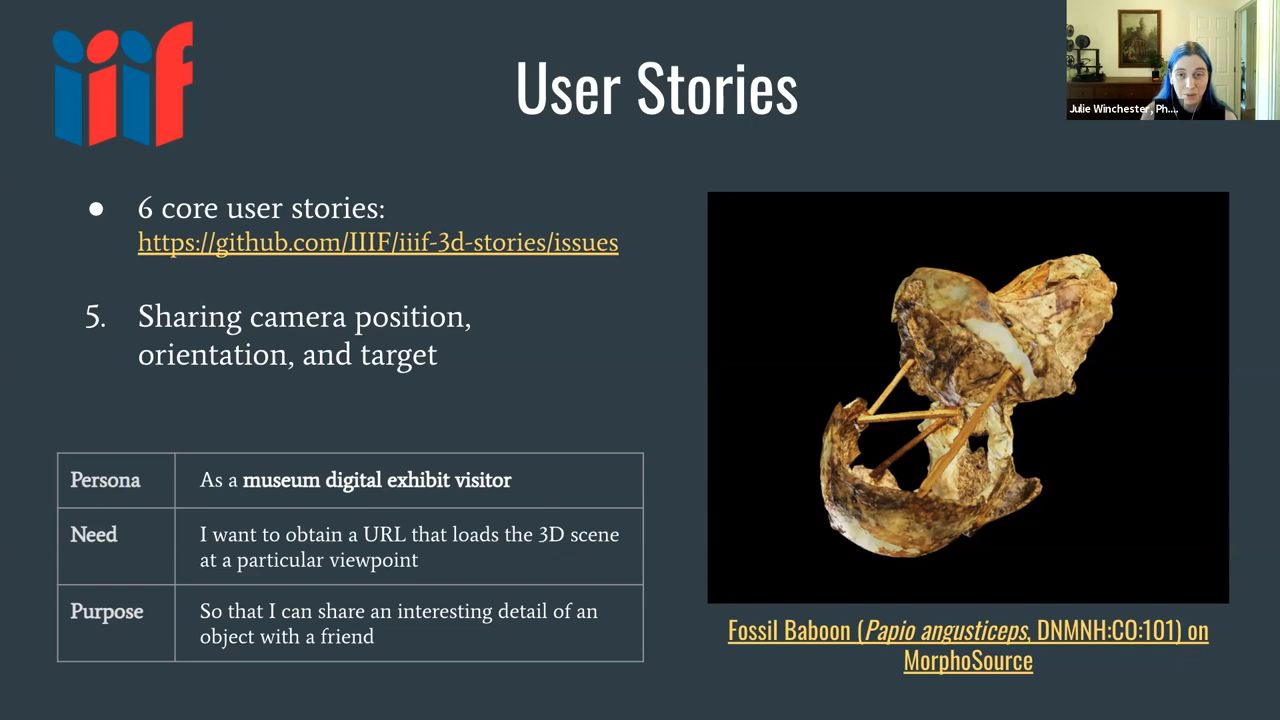 iiif
User Stories
Julie Winchester, Ph....
● 6 core user stories:
https://github.com/IIIF/iiif-3d-stories/issues
5. Sharing camera position,
orientation, and target
Persona As a museum digital exhibit visitor
Need I want to obtain a URL that loads the 3D scene
at a particular viewpoint
Purpose So that I can share an interesting detail of an
object with a friend
Fossil Baboon (Papio angusticeps, DNMNH:CO:101) on
MorphoSource